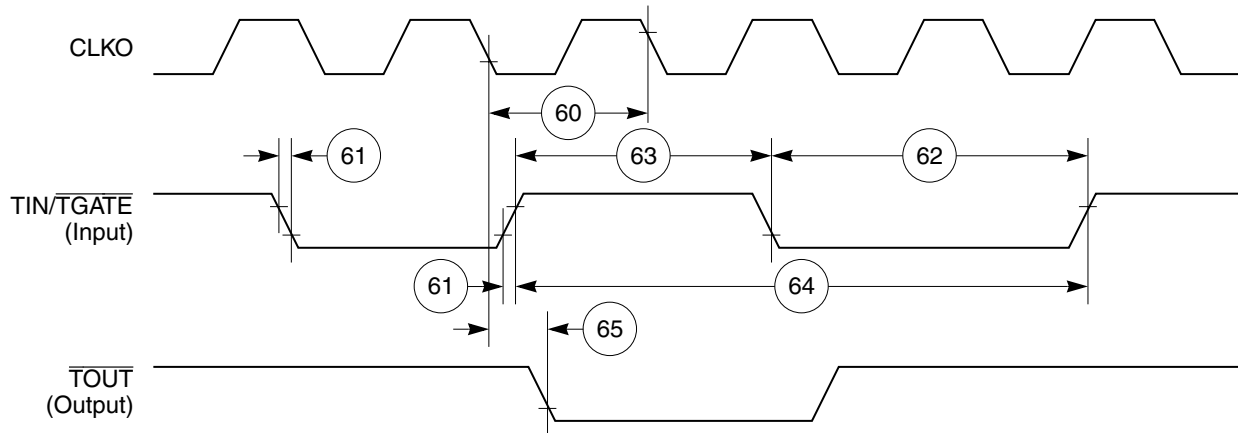 CLKO
60
61
63
62
TIN/TGATE
(Input)
61
64
65
TOUT
(Output)